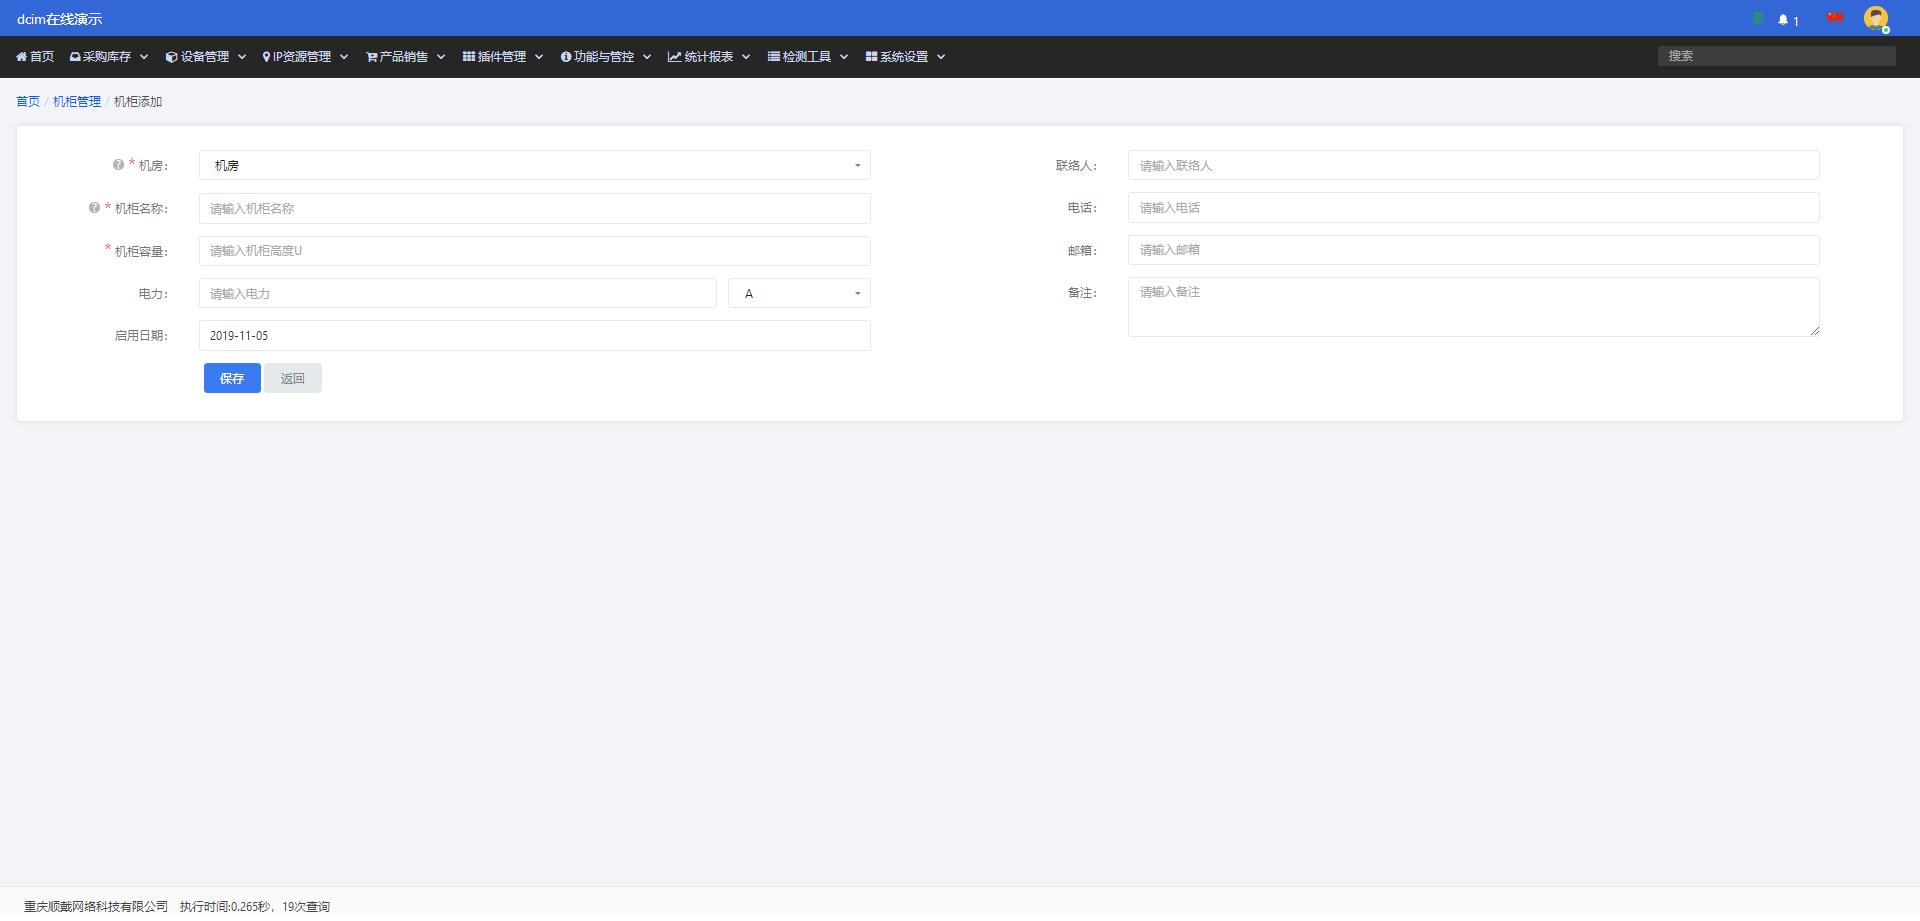 dcim在线演示
1
首页 采购库存 设备管理 IP资源管理 产品销售 插件管理 功能与管控 统计报表 检测工具 系统设置 搜索
首页 / 机柜管理 / 机柜添加
* 机房： 机房
* 机柜名称： 请输入机柜名称
* 机柜容量： 请输入机柜高度U
电力： 请输入电力 A
启用日期： 2019-11-05
保存 返回
联络人： 请输入联络人
电话： 请输入电话
邮箱： 请输入邮箱
备注： 请输入备注
重庆顺戴网络科技有限公司 执行时间:0.265秒，19次查询